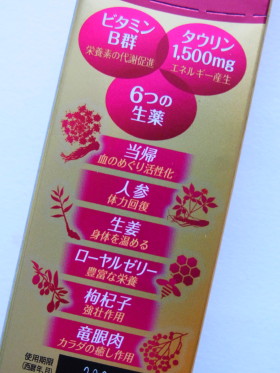 ビタミン
B群
栄養素の代謝促進
タウリン
1,500mg
エネルギー産生
6つの
生薬
当帰
血のめぐり活性化
人参
体力回復
生姜
身体を温める
ローヤルゼリー
豊富な栄養
枸杞子
強壮作用
竜眼肉
カラダの癒し作用
使用期限
(西暦年.月)